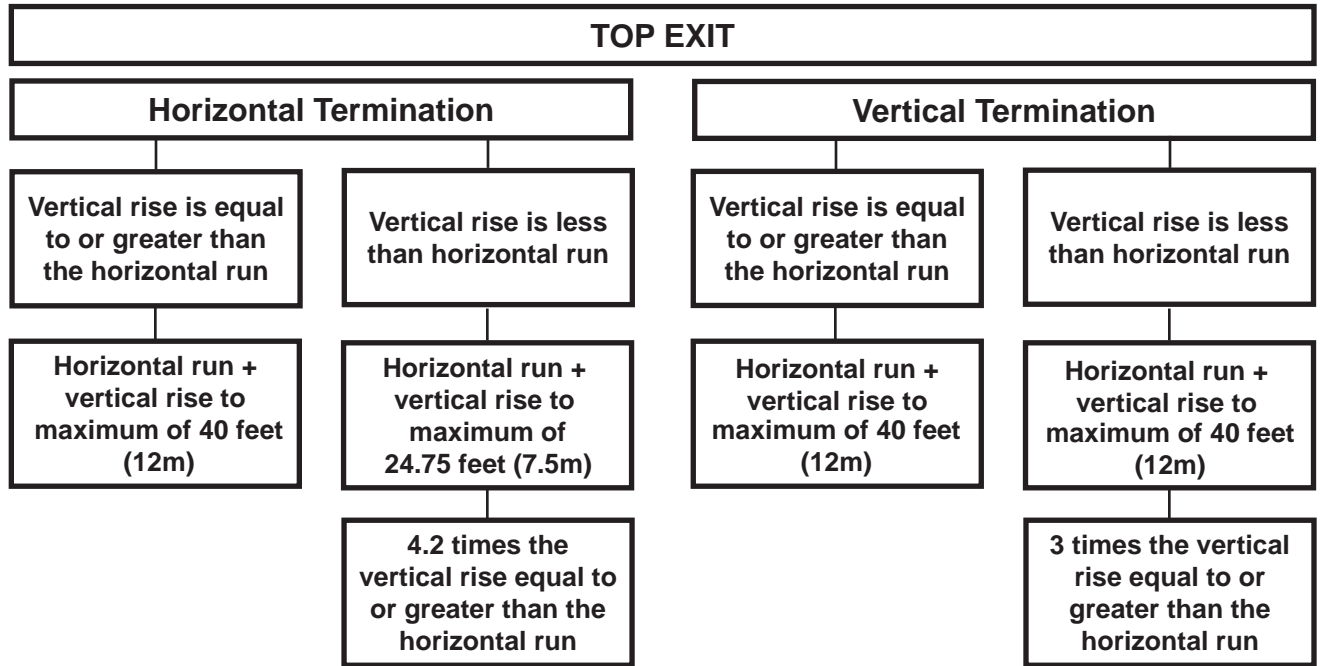 TOP EXIT
Horizontal Termination
Vertical rise is equal
to or greater than
the horizontal run
Horizontal run +
vertical rise to
maximum of 40 feet
(12m)
Vertical rise is less
than horizontal run
Horizontal run +
vertical rise to
maximum of
24.75 feet (7.5m)
4.2 times the
vertical rise equal to
or greater than the
horizontal run
Vertical Termination
Vertical rise is equal
to or greater than
the horizontal run
Horizontal run +
vertical rise to
maximum of 40 feet
(12m)
Vertical rise is less
than horizontal run
Horizontal run +
vertical rise to
maximum of 40 feet
(12m)
3 times the vertical
rise equal to or
greater than the
horizontal run